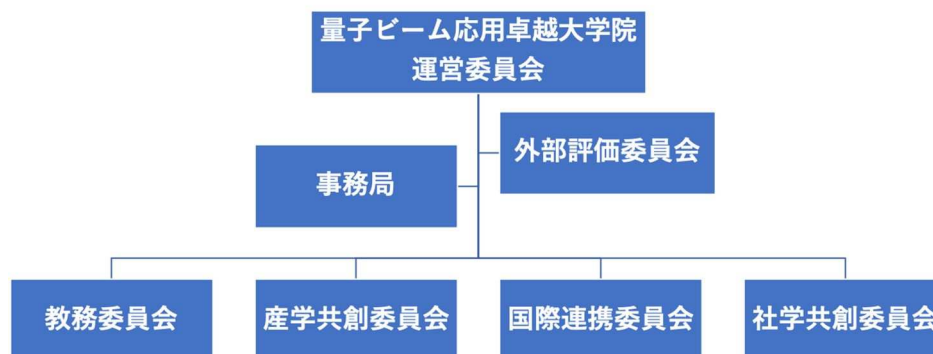 量子ビーム応用卓越大学院
運営委員会
外部評価委員会
事務局
教務委員会
産学共創委員会
国際連携委員会
社学共創委員会